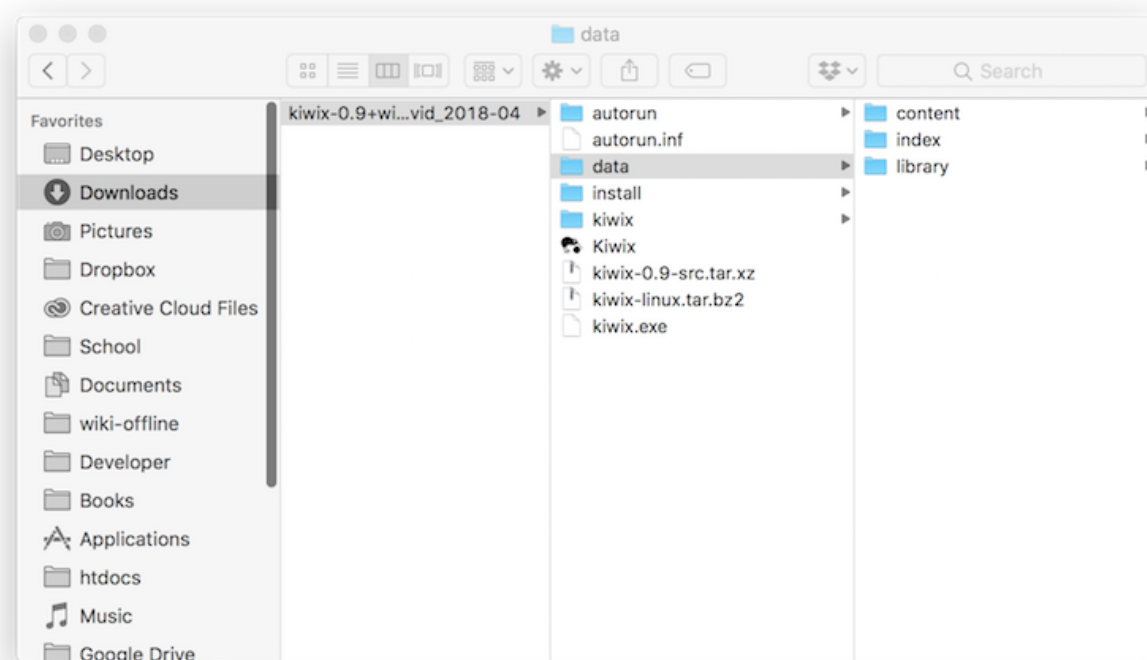 data
Search
Favorites
Desktop
Downloads
Pictures
Dropbox
Creative Cloud Files
School
Documents
wiki-offline
Developer
Books
Applications
htdocs
Music
Google Drive
kiwix-0.9+wi...vid_2018-04
autorun
autorun.inf
data
install
kiwix
Kiwix
kiwix-0.9-src.tar.xz
kiwix-linux.tar.bz2
kiwix.exe
content
index
library